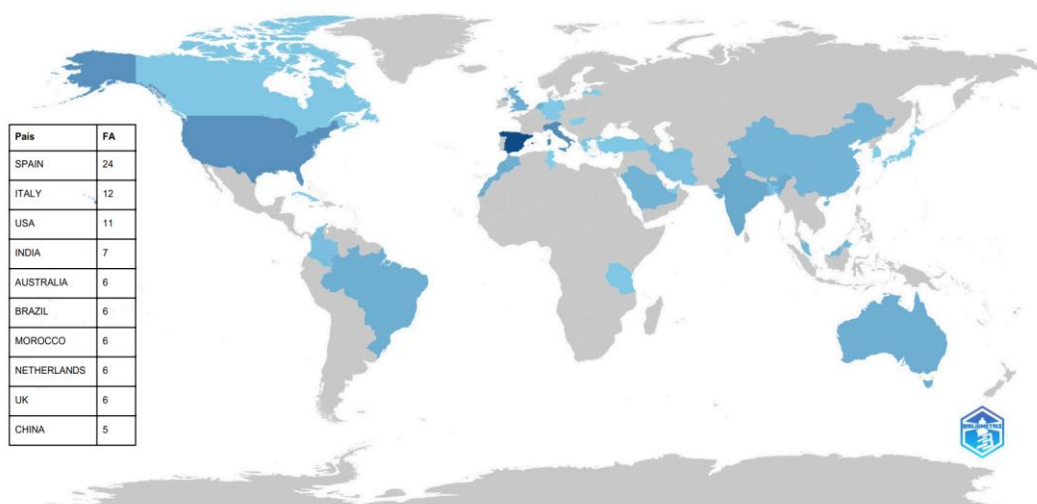 País FA
SPAIN 24
ITALY 12
USA 11
INDIA 7
AUSTRALIA 6
BRAZIL 6
MOROCCO 6
NETHERLANDS 6
UK 6
CHINA 5
BIBLIOMETRIX